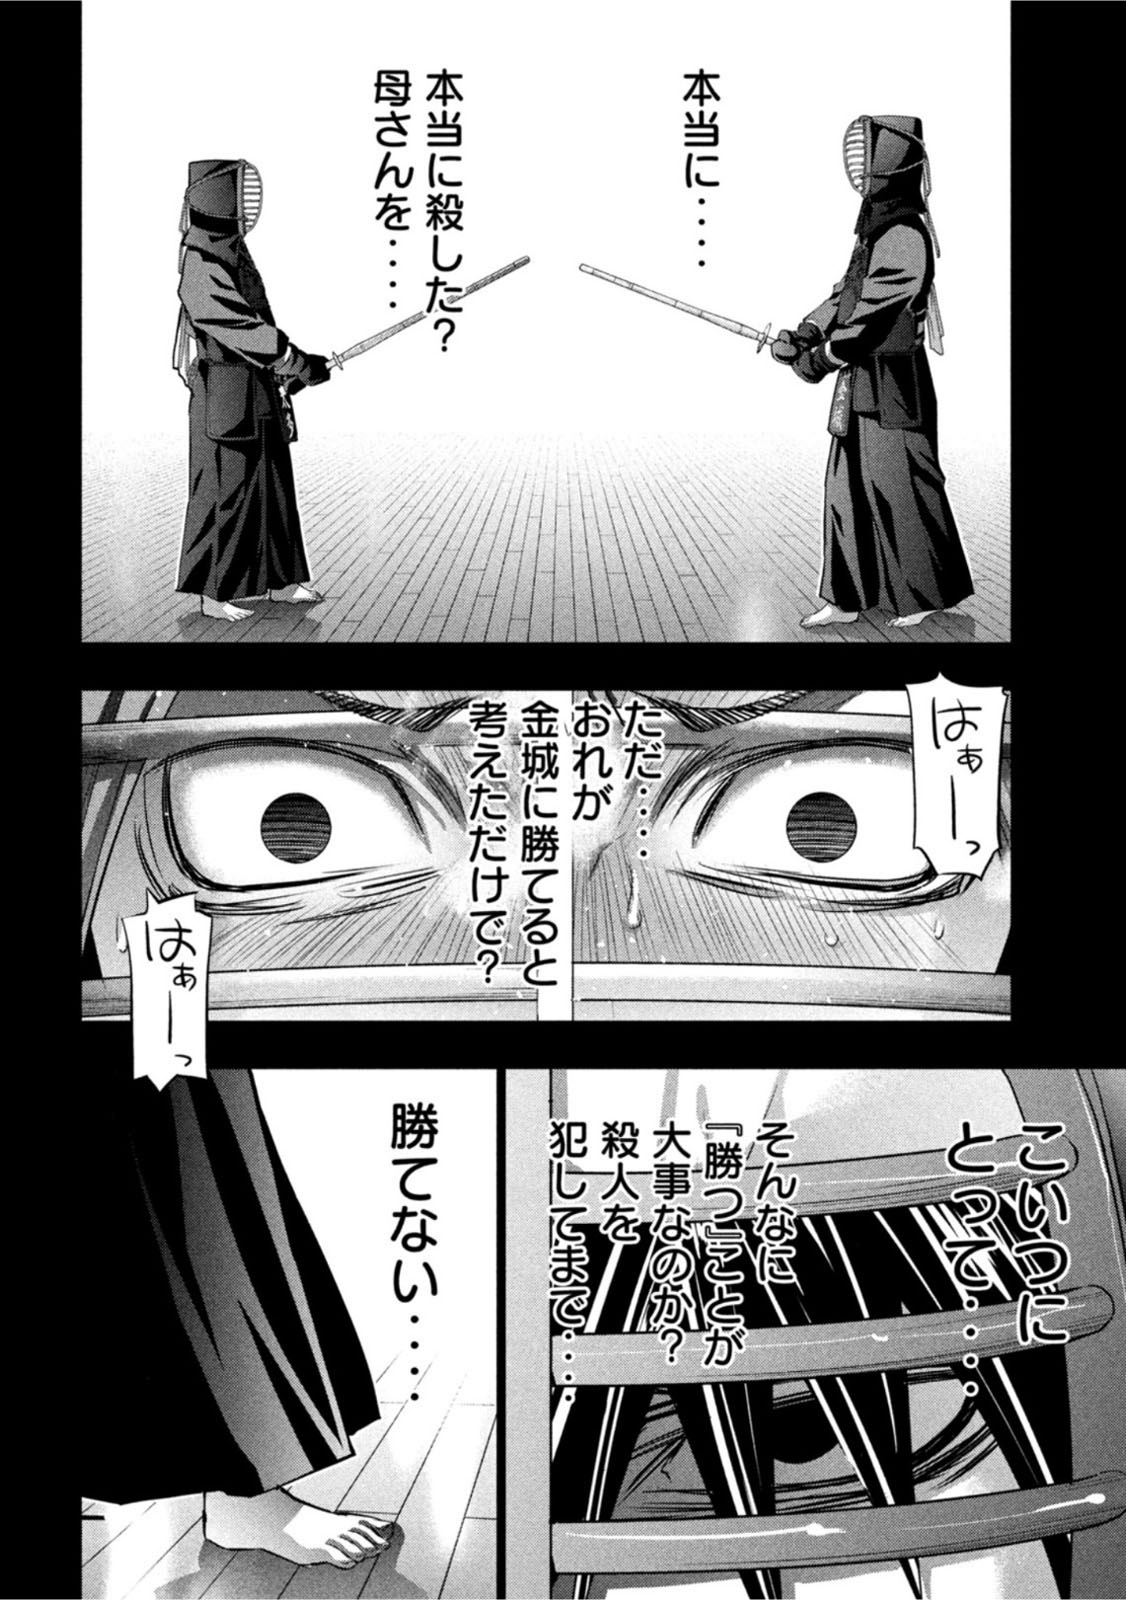 本当に‥‥
本当に殺した？
母さんを‥‥
はぁーっ
ただ‥‥
おれが
金城に勝てると
考えただけで？
はぁーっ
こいつに
とって‥‥
そんなに
『勝つ』ことが
大事なのか？
殺人を
犯してまで‥‥
勝てない‥‥